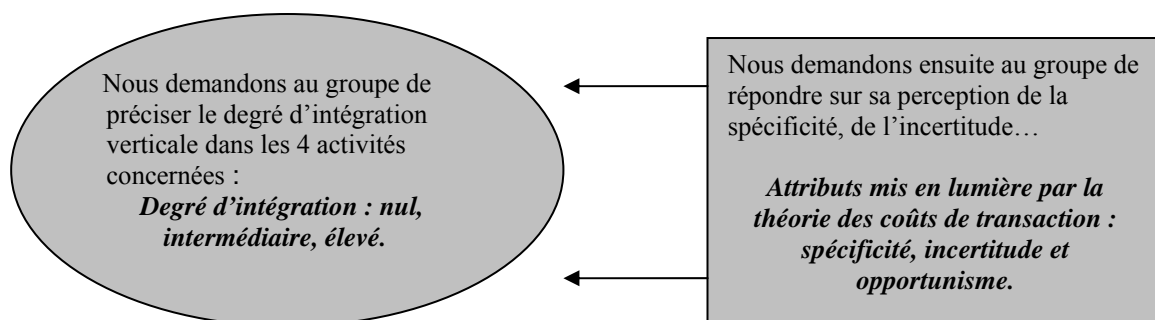 Nous demandons au groupe de
préciser le degré d’intégration
verticale dans les 4 activités
concernées :
Degré d’intégration : nul,
intermédiaire, élevé.
Nous demandons ensuite au groupe de
répondre sur sa perception de la
spécificité, de l’incertitude…
Attributs mis en lumière par la
théorie des coûts de transaction :
spécificité, incertitude et
opportunisme.